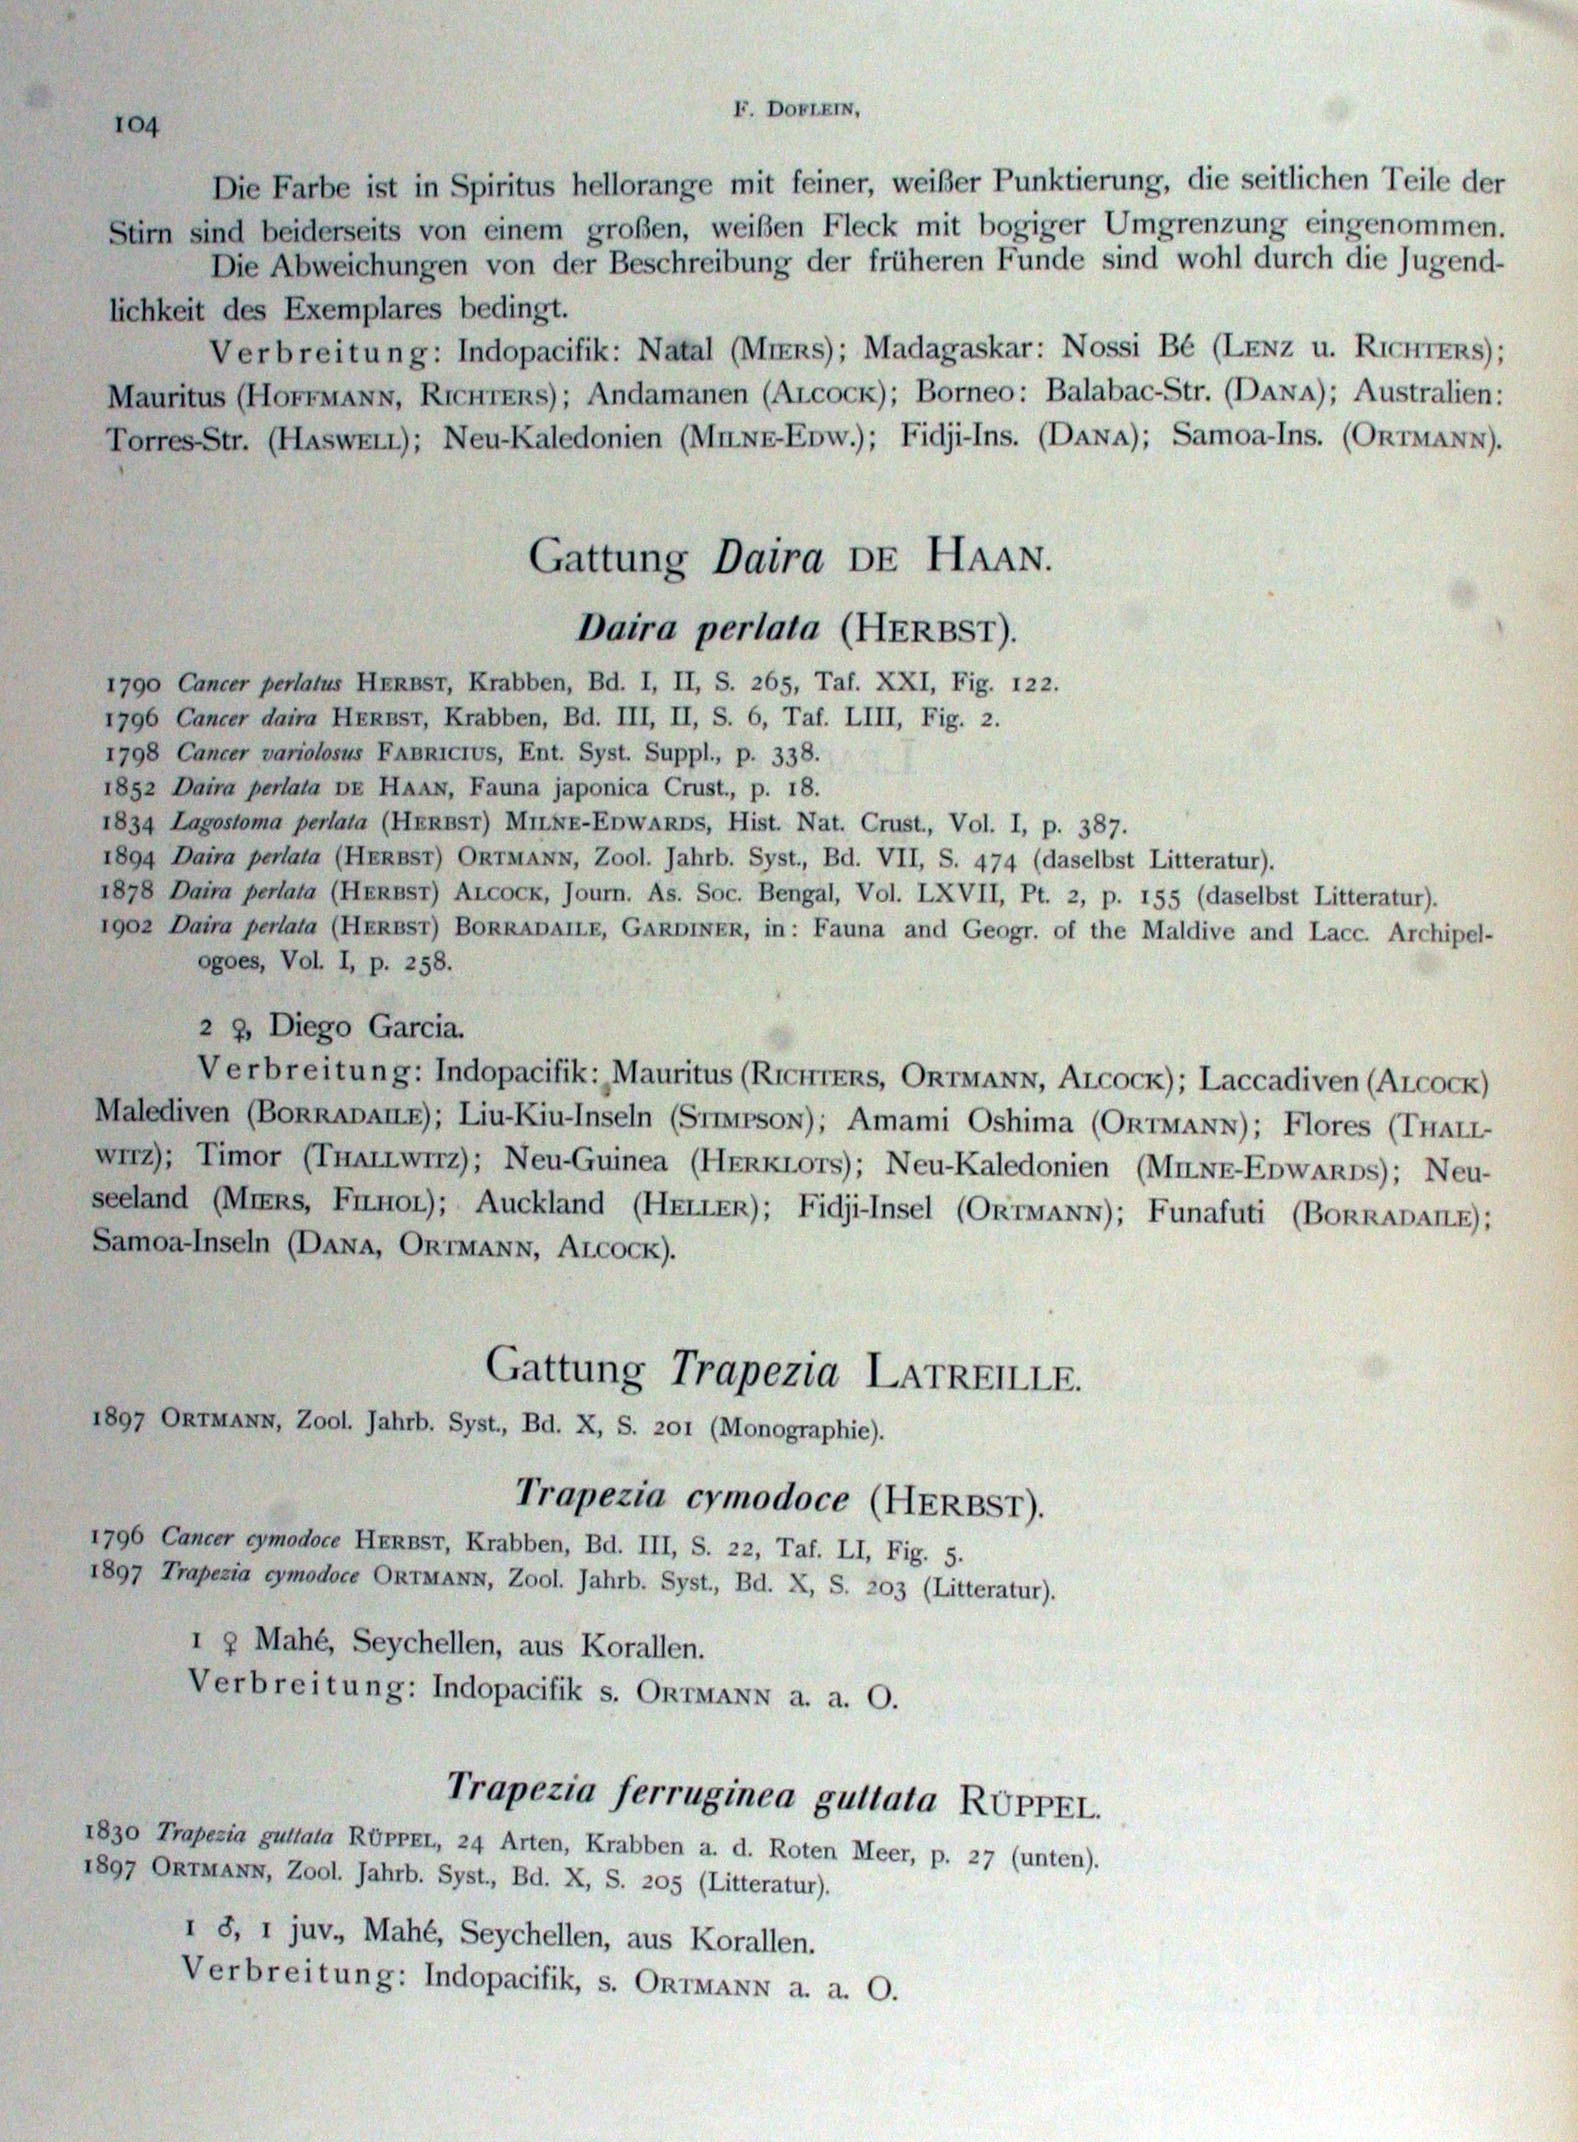 104
F. DOFLEIN,
Die Farbe ist in Spiritus hellorange mit feiner, weißer Punktierung, die seitlichen Teile der
Stirn sind beiderseits von einem großen, weißen Fleck mit bogiger Umgrenzung eingenommen.
Die Abweichungen von der Beschreibung der früheren Funde sind wohl durch die Jugend-
lichkeit des Exemplares bedingt.
Verbreitung: Indopacifik: Natal (MIERS); Madagaskar: Nossi Bé (LENZ u. RICHTERS);
Mauritus (HOFFMANN, RICHTERS); Andamanen (ALCOCK); Borneo: Balabac-Str. (DANA); Australien:
Torres-Str. (HASWELL); Neu-Kaledonien (MILNE-EDW.); Fidji-Ins. (DANA); Samoa-Ins. (ORTMANN).
Gattung Daira DE HAAN.
Daira perlata (HERBST).
1790 Cancer perlatus HERBST, Krabben, Bd. I, II, S. 265, Taf. XXI, Fig. 122.
1796 Cancer daira HERBST, Krabben, Bd. III, II, S. 6, Taf. LIII, Fig. 2.
1798 Cancer variolosus FABRICIUS, Ent. Syst. Suppl., p. 338.
1852 Daira perlata DE HAAN, Fauna japonica Crust., p. 18.
1834 Lagostoma perlata (HERBST) MILNE-EDWARDS, Hist. Nat. Crust., Vol. I, p. 387.
1894 Daira perlata (HERBST) ORTMANN, Zool. Jahrb. Syst., Bd. VII, S. 474 (daselbst Litteratur).
1878 Daira perlata (HERBST) ALCOCK, Journ. As. Soc. Bengal, Vol. LXVII, Pt. 2, p. 155 (daselbst Litteratur).
1902 Daira perlata (HERBST) BORRADAILE, GARDINER, in: Fauna and Geogr. of the Maldive and Lacc. Archipel-
ogoes, Vol. I, p. 258.
2 ♀, Diego Garcia.
Verbreitung: Indopacifik: Mauritus (RICHTERS, ORTMANN, ALCOCK); Laccadiven (ALCOCK)
Malediven (BORRADAILE); Liu-Kiu-Inseln (STIMPSON); Amami Oshima (ORTMANN); Flores (THALL-
WITZ); Timor (THALLWITZ); Neu-Guinea (HERKLOTS); Neu-Kaledonien (MILNE-EDWARDS); Neu-
seeland (MIERS, FILHOL); Auckland (HELLER); Fidji-Insel (ORTMANN); Funafuti (BORRADAILE);
Samoa-Inseln (DANA, ORTMANN, ALCOCK).
Gattung Trapezia LATREILLE.
1897 ORTMANN, Zool. Jahrb. Syst., Bd. X, S. 201 (Monographie).
Trapezia cymodoce (HERBST).
1796 Cancer cymodoce HERBST, Krabben, Bd. III, S. 22, Taf. LI, Fig. 5.
1897 Trapezia cymodoce ORTMANN, Zool. Jahrb. Syst., Bd. X, S. 203 (Litteratur).
1 ♀ Mahé, Seychellen, aus Korallen.
Verbreitung: Indopacifik s. ORTMANN a. a. O.
Trapezia ferruginea guttata RÜPPEL.
1830 Trapezia guttata RÜPPEL, 24 Arten, Krabben a. d. Roten Meer, p. 27 (unten).
1897 ORTMANN, Zool. Jahrb. Syst., Bd. X, S. 205 (Litteratur).
1 ♂, 1 juv., Mahé, Seychellen, aus Korallen.
Verbreitung: Indopacifik, s. ORTMANN a. a. O.